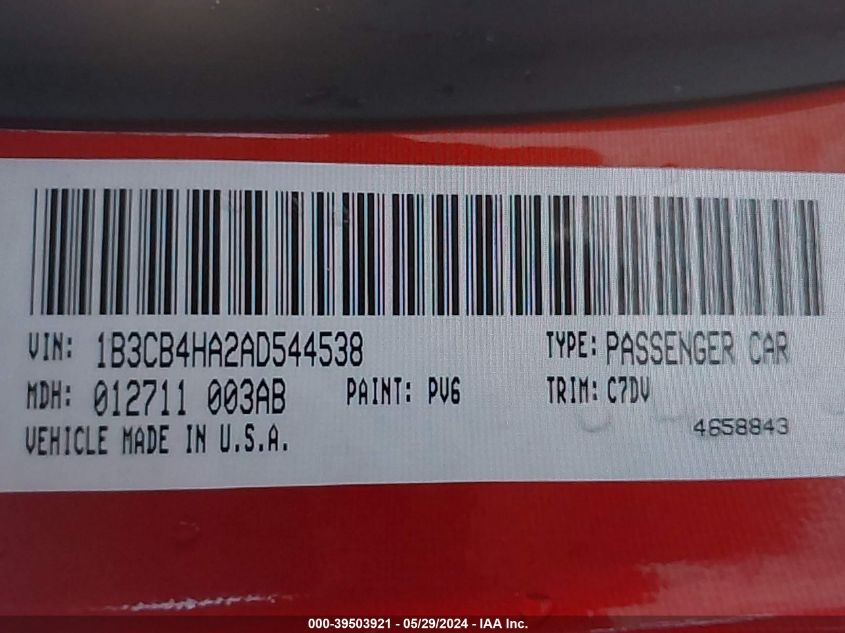 VIN: 1B3CB4HA2AD544538 TYPE: PASSENGER CAR
MDH: 012711 003AB PAINT: PV6 TRIM: C7DV
VEHICLE MADE IN U.S.A. 4658843
000-39503921 - 05/29/2024 - IAA Inc.